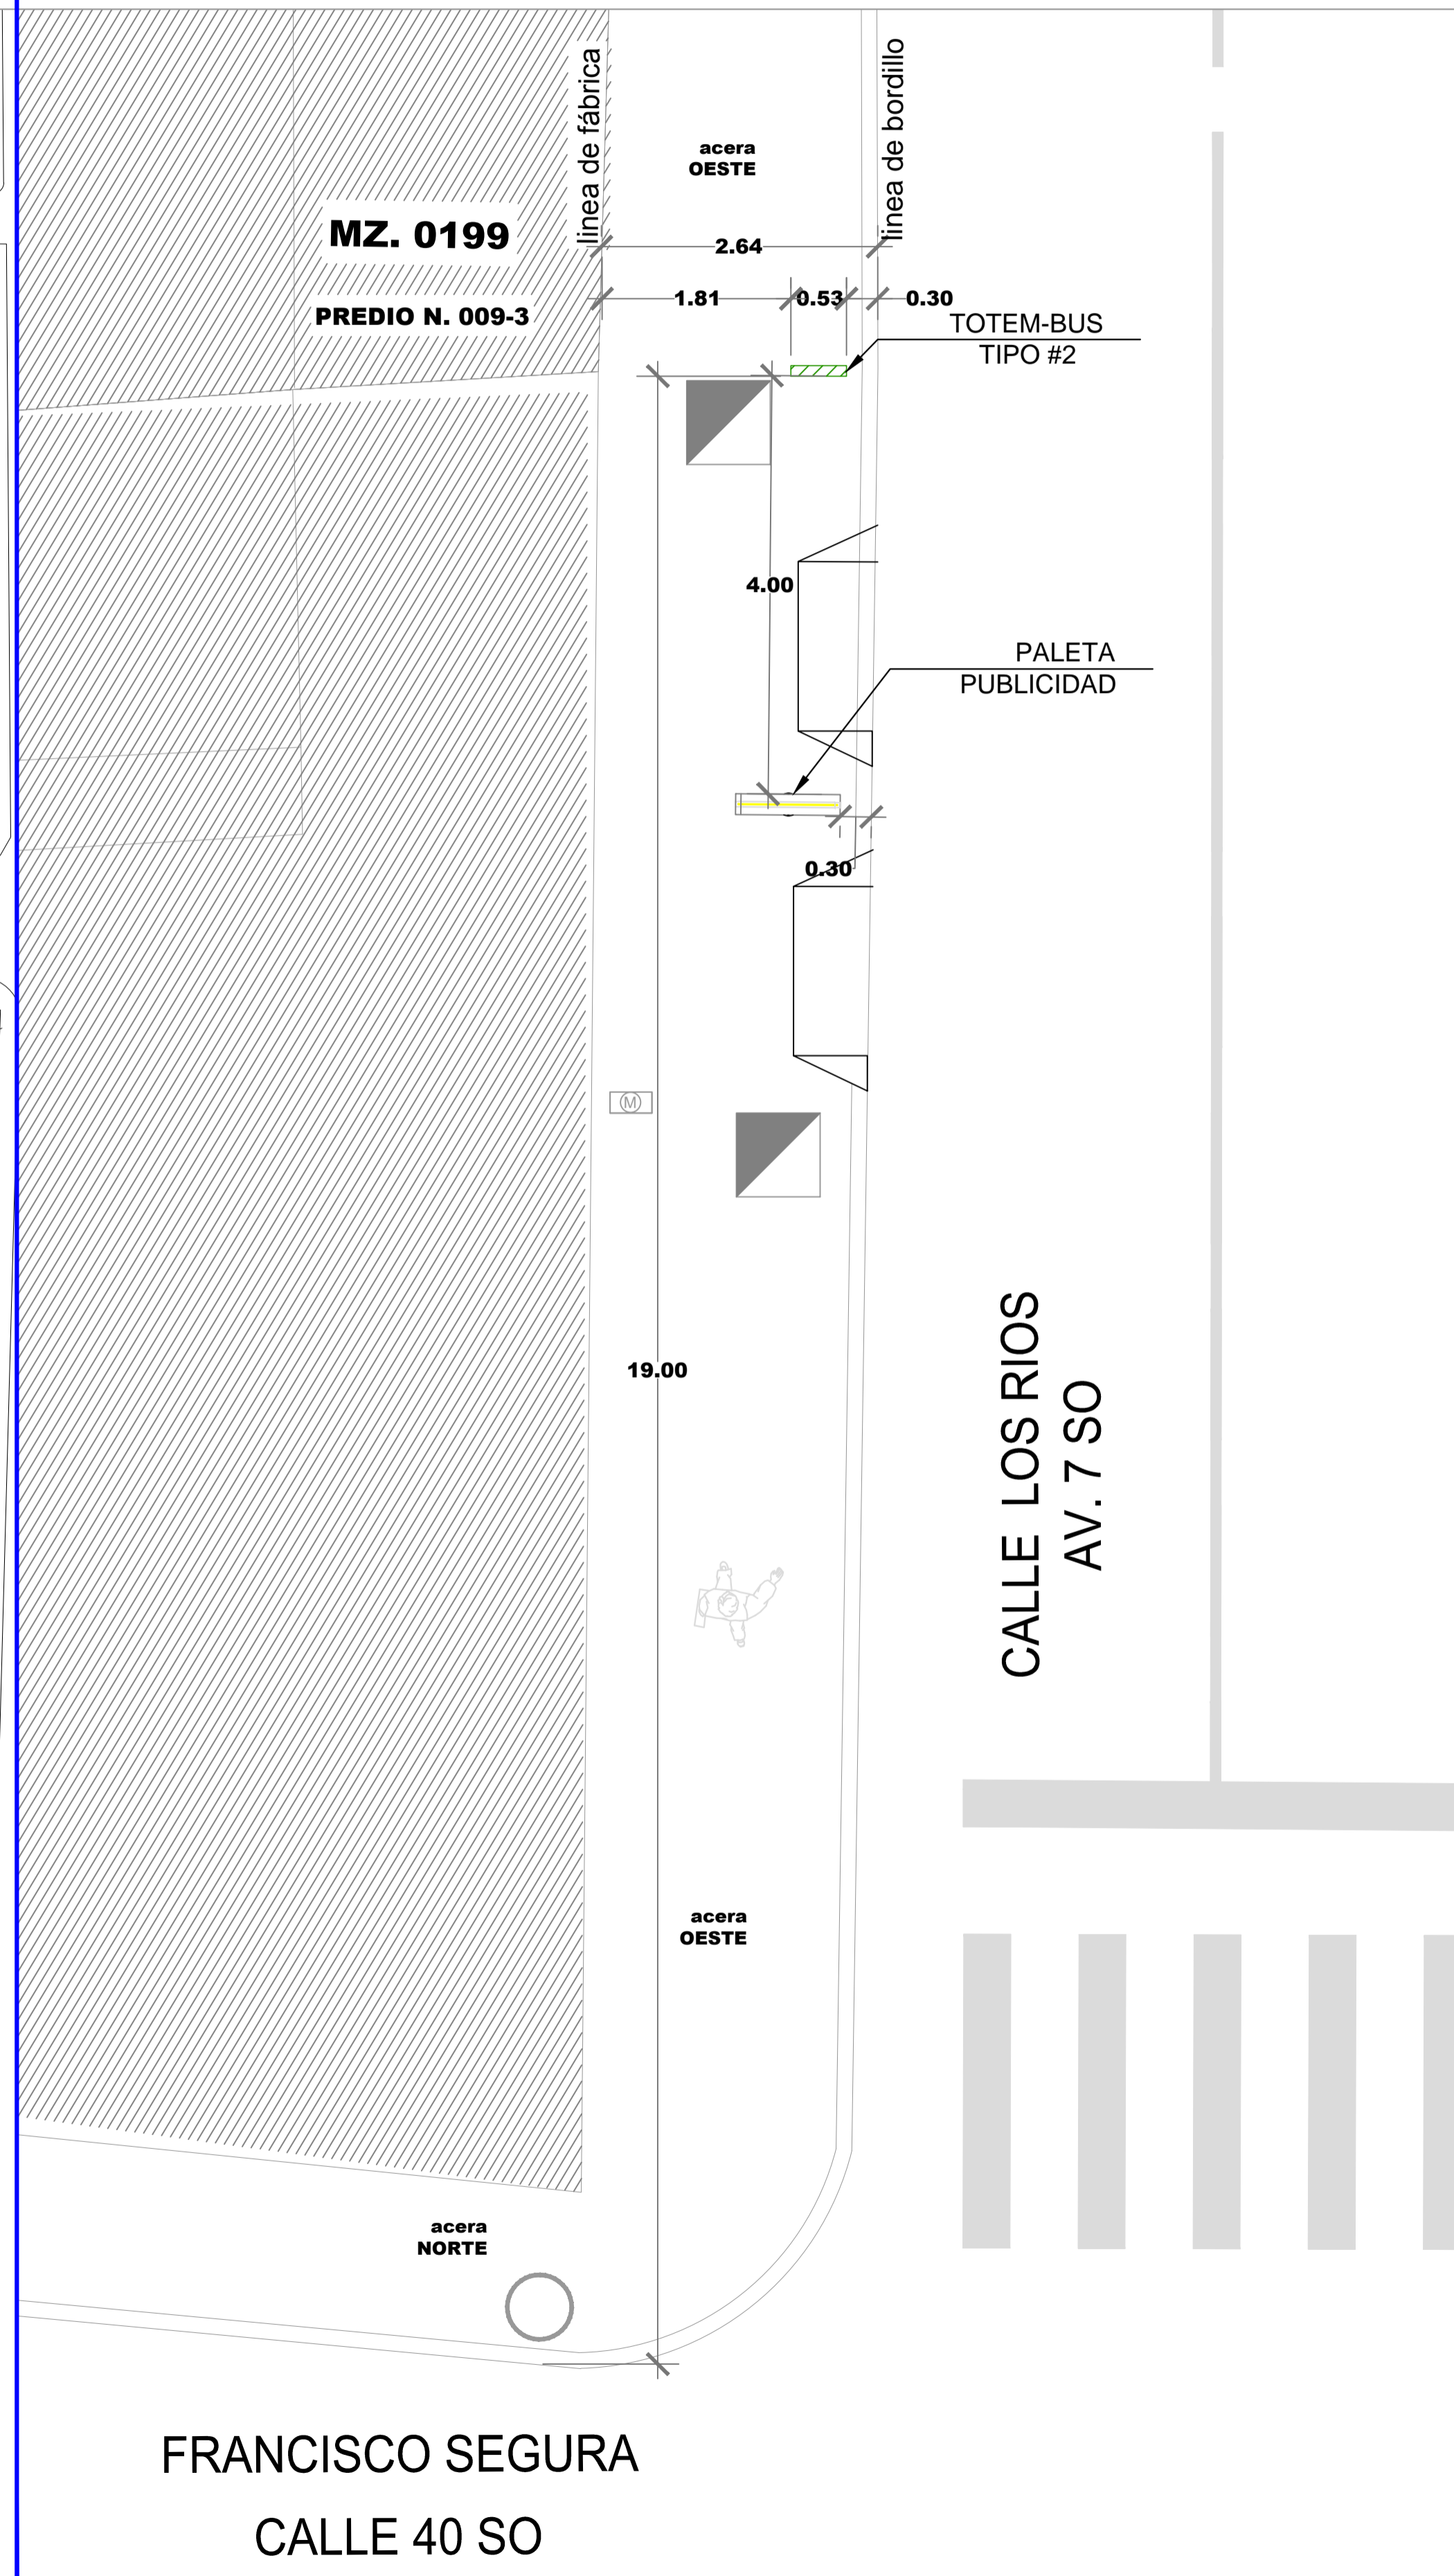 linea de fábrica
linea de bordillo
acera
OESTE
MZ. 0199
2.64
PREDIO N. 009-3
1.81
0.53
0.30
TOTEM-BUS
TIPO #2
4.00
PALETA
PUBLICIDAD
0.30
M
19.00
CALLE LOS RIOS
AV. 7 SO
acera
OESTE
acera
NORTE
FRANCISCO SEGURA
CALLE 40 SO